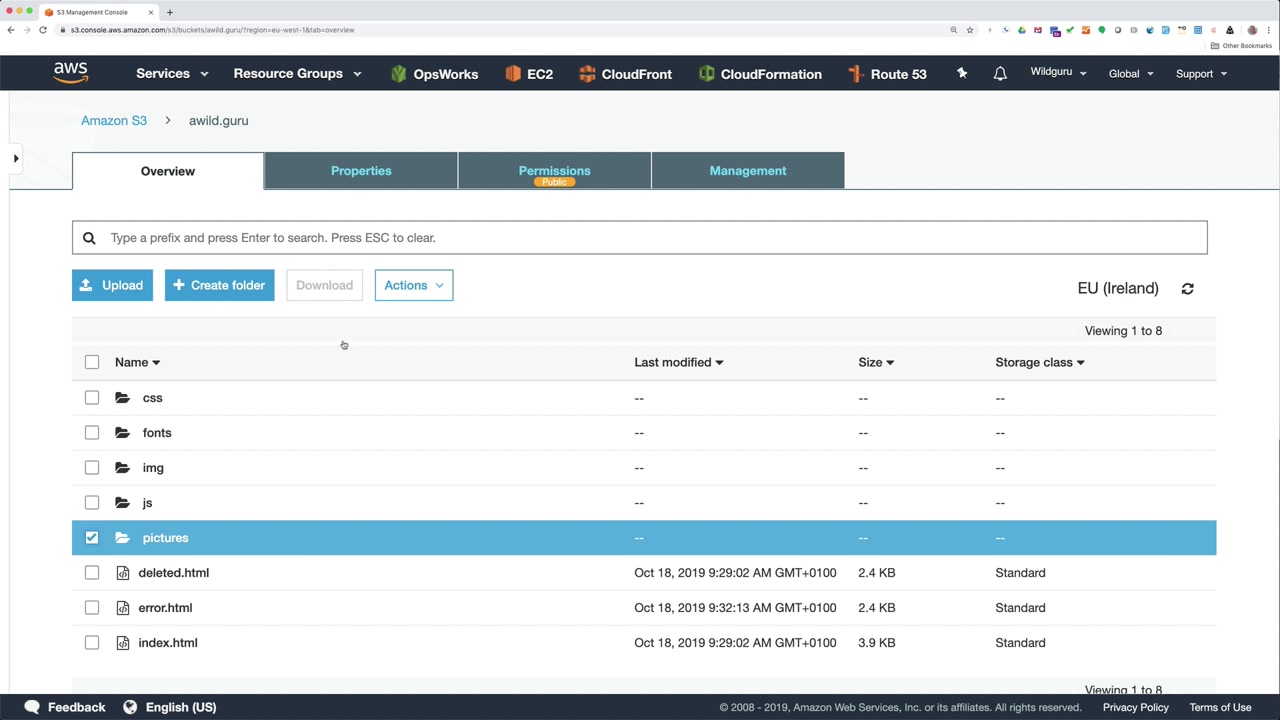 S3 Management Console
s3.console.aws.amazon.com/s3/buckets/awild.guru/?region=eu-west-1&tab=overview
Other Bookmarks
aws Services Resource Groups OpsWorks EC2 CloudFront CloudFormation Route 53 Wildguru Global Support
Amazon S3 awild.guru
Overview Properties Permissions Management
Public
Type a prefix and press Enter to search. Press ESC to clear.
Upload Create folder Download Actions EU (Ireland)
Viewing 1 to 8
Name Last modified Size Storage class
css -- -- --
fonts -- -- --
img -- -- --
js -- -- --
pictures -- -- --
deleted.html Oct 18, 2019 9:29:02 AM GMT+0100 2.4 KB Standard
error.html Oct 18, 2019 9:32:13 AM GMT+0100 2.4 KB Standard
index.html Oct 18, 2019 9:29:02 AM GMT+0100 3.9 KB Standard
Viewing 1 to 8
Feedback English (US) © 2008 - 2019, Amazon Web Services, Inc. or its affiliates. All rights reserved. Privacy Policy Terms of Use